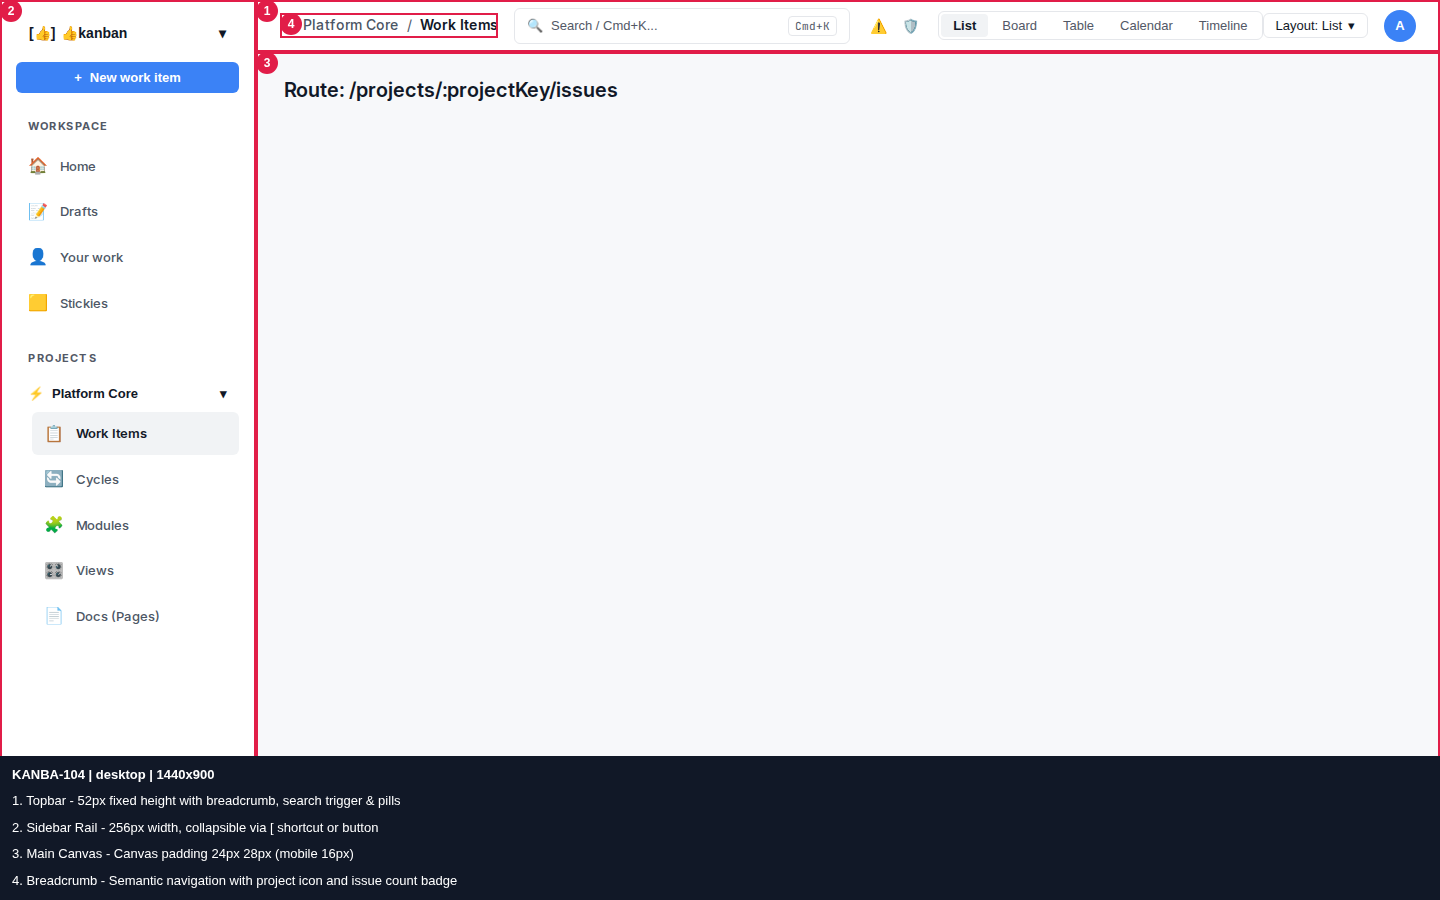 2
[👍] 👍kanban ▼
+ New work item
WORKSPACE
Home
Drafts
Your work
Stickies
PROJECTS
Platform Core ▼
Work Items
Cycles
Modules
Views
Docs (Pages)
1
4 Platform Core / Work Items
Search / Cmd+K... Cmd+K
List Board Table Calendar Timeline
Layout: List ▼
A
3
Route: /projects/:projectKey/issues
KANBA-104 | desktop | 1440x900
1. Topbar - 52px fixed height with breadcrumb, search trigger & pills
2. Sidebar Rail - 256px width, collapsible via [ shortcut or button
3. Main Canvas - Canvas padding 24px 28px (mobile 16px)
4. Breadcrumb - Semantic navigation with project icon and issue count badge